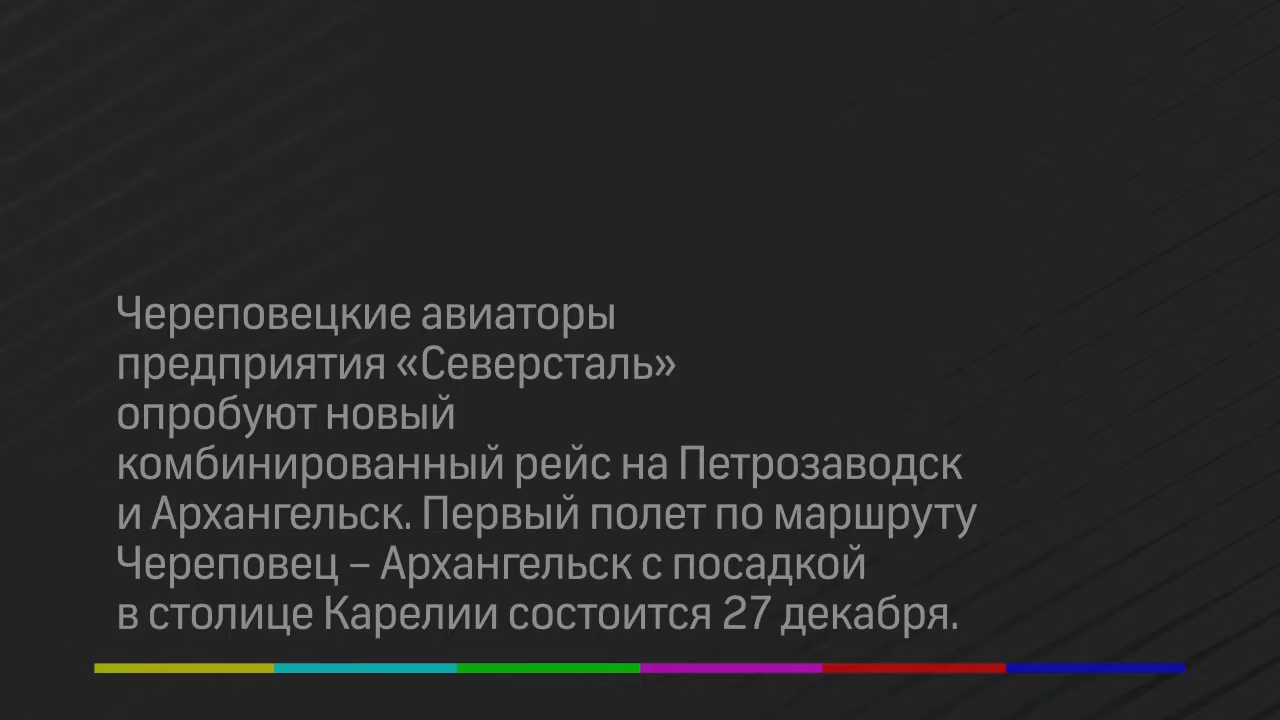 Череповецкие авиаторы
предприятия «Северсталь»
опробуют новый
комбинированный рейс на Петрозаводск
и Архангельск. Первый полет по маршруту
Череповец – Архангельск с посадкой
в столице Карелии состоится 27 декабря.